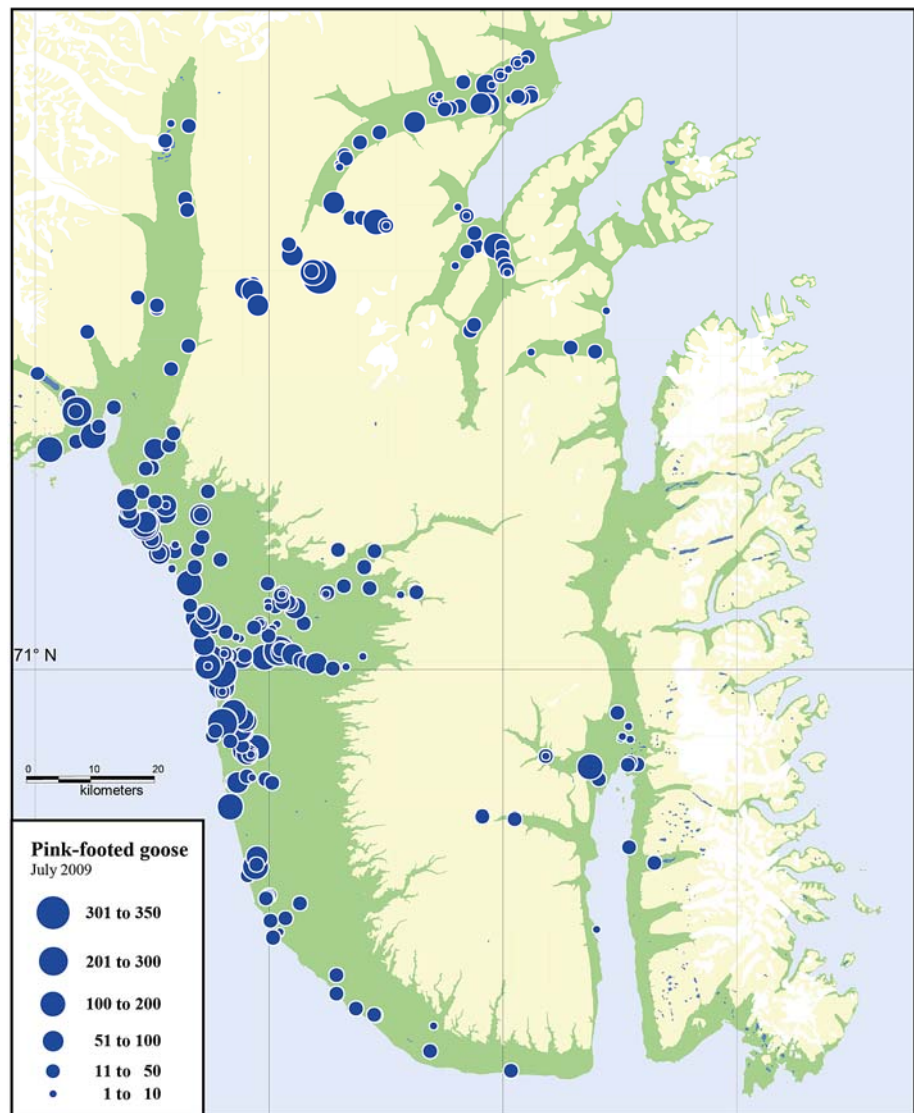 71° N
0 10 20
kilometers
Pink-footed goose
July 2009
301 to 350
201 to 300
100 to 200
51 to 100
11 to 50
1 to 10